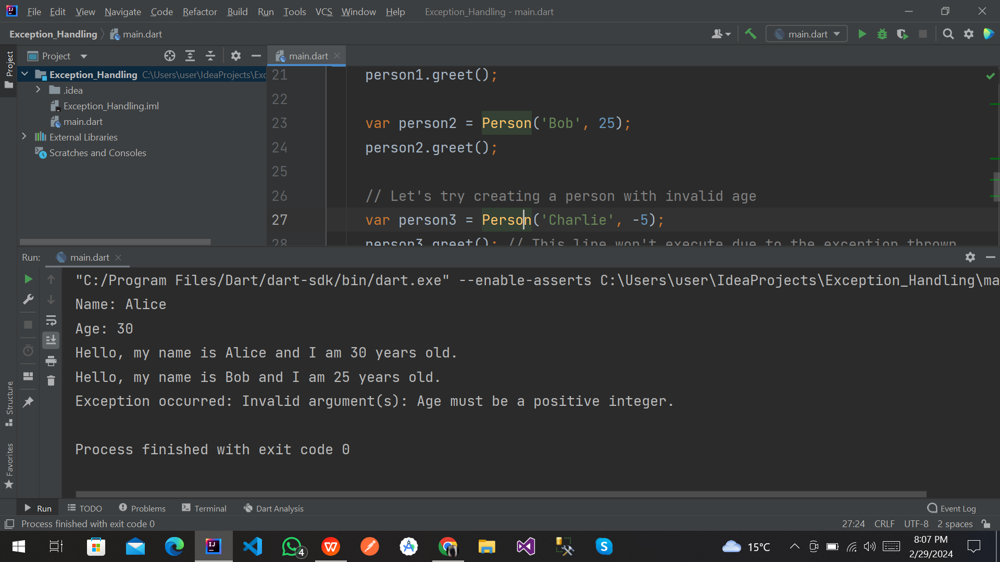 File Edit View Navigate Code Refactor Build Run Tools VCS Window Help Exception_Handling - main.dart
Exception_Handling main.dart
main.dart
Project
Project
main.dart
Exception_Handling C:\Users\user\IdeaProjects\Exc
.idea
Exception_Handling.iml
main.dart
External Libraries
Scratches and Consoles
21 person1.greet();
22
23 var person2 = Person('Bob', 25);
24 person2.greet();
25
26 // Let's try creating a person with invalid age
27 var person3 = Person('Charlie', -5);
28 person3.greet(); // This line won't execute due to the exception thrown
Run: main.dart
"C:/Program Files/Dart/dart-sdk/bin/dart.exe" --enable-asserts C:\Users\user\IdeaProjects\Exception_Handling\ma
Name: Alice
Age: 30
Hello, my name is Alice and I am 30 years old.
Hello, my name is Bob and I am 25 years old.
Exception occurred: Invalid argument(s): Age must be a positive integer.
Process finished with exit code 0
Structure
Favorites
Run TODO Problems Terminal Dart Analysis Event Log
Process finished with exit code 0 27:24 CRLF UTF-8 2 spaces
4
15°C
8:07 PM
2/29/2024